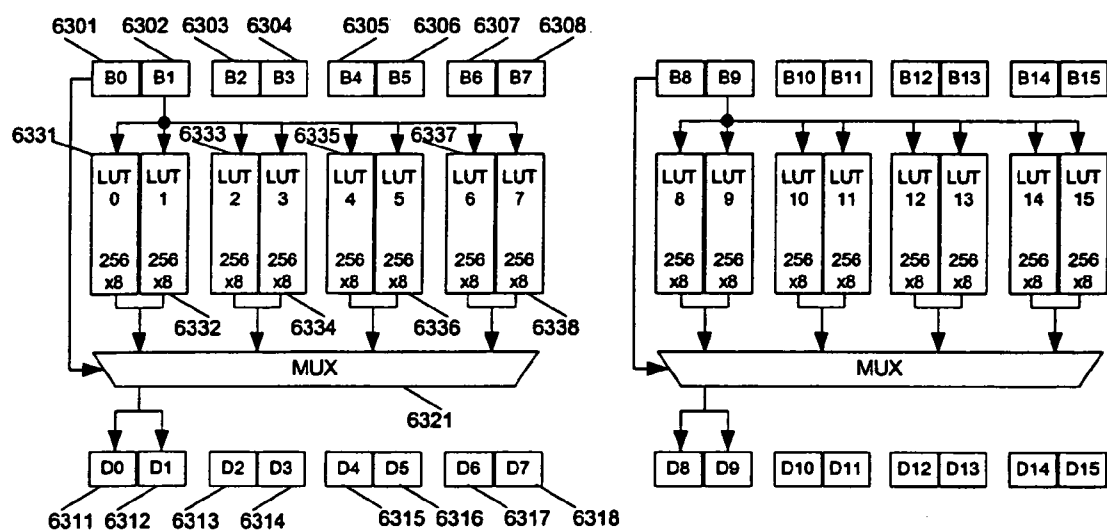 6301 6302 6303 6304 6305 6306 6307 6308
B0 B1 B2 B3 B4 B5 B6 B7 B8 B9 B10 B11 B12 B13 B14 B15
6331 6333 6335 6337
LUT LUT LUT LUT LUT LUT LUT LUT LUT LUT LUT LUT LUT LUT LUT LUT
0 1 2 3 4 5 6 7 8 9 10 11 12 13 14 15
256 256 256 256 256 256 256 256 256 256 256 256 256 256 256 256
x8 x8 x8 x8 x8 x8 x8 x8 x8 x8 x8 x8 x8 x8 x8 x8
6332 6334 6336 6338
MUX MUX
6321
D0 D1 D2 D3 D4 D5 D6 D7 D8 D9 D10 D11 D12 D13 D14 D15
6311 6312 6313 6314 6315 6316 6317 6318